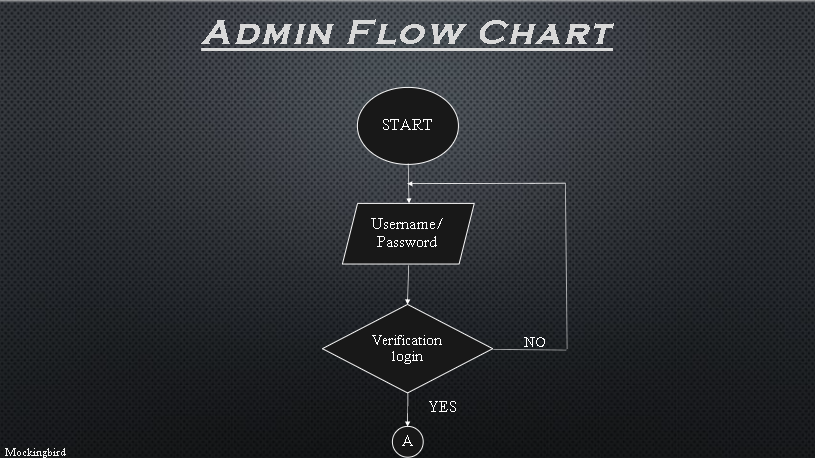 Admin Flow Chart
START
Username/
Password
Verification
login
NO
YES
A
Mockingbird